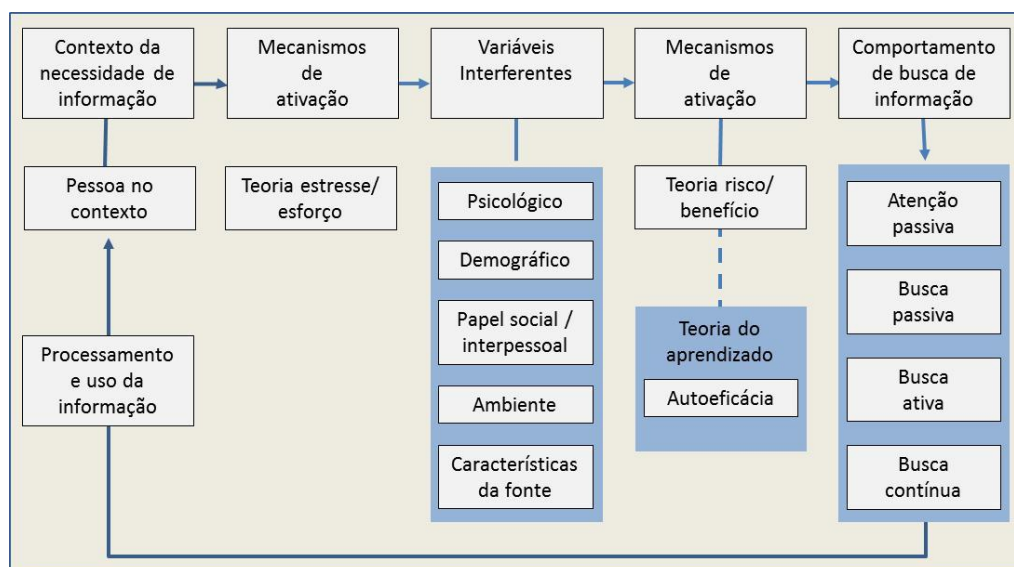 Contexto da
necessidade de
informação
Mecanismos
de
ativação
Variáveis
Interferentes
Mecanismos
de
ativação
Comportamento
de busca de
informação
Pessoa no
contexto
Teoria estresse/
esforço
Psicológico
Demográfico
Papel social /
interpessoal
Ambiente
Características
da fonte
Teoria risco/
benefício
Teoria do
aprendizado
Autoeficácia
Atenção
passiva
Busca
passiva
Busca
ativa
Busca
contínua
Processamento
e uso da
informação